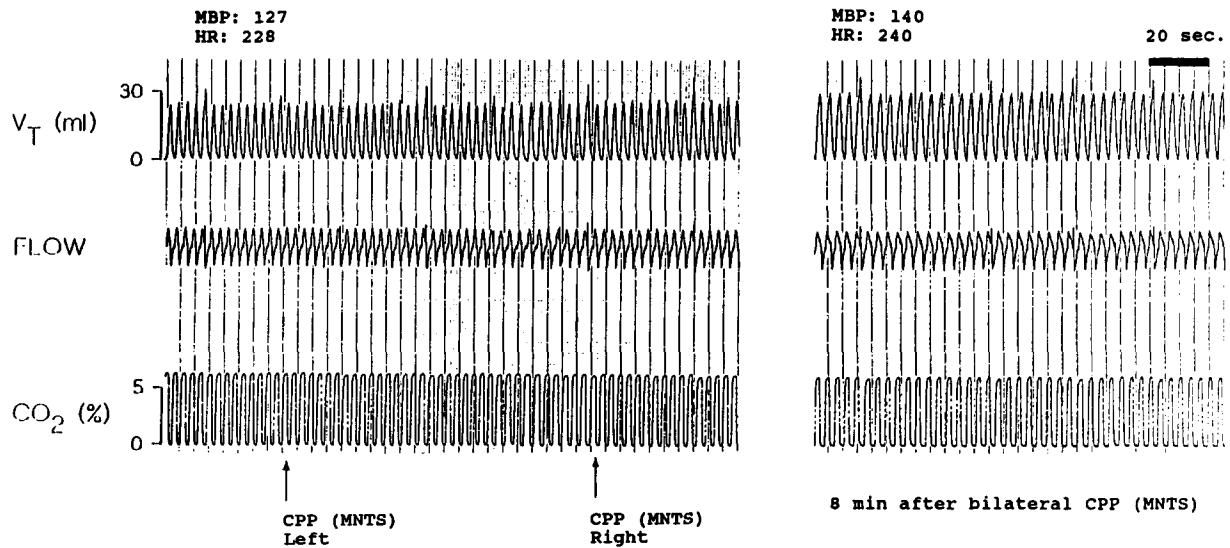 MBP: 127
HR: 228
MBP: 140
HR: 240
20 sec.
30
V_T (ml)
0
FLOW
5
CO_2 (%)
0
CPP (MNTS)
Left
CPP (MNTS)
Right
8 min after bilateral CPP (MNTS)